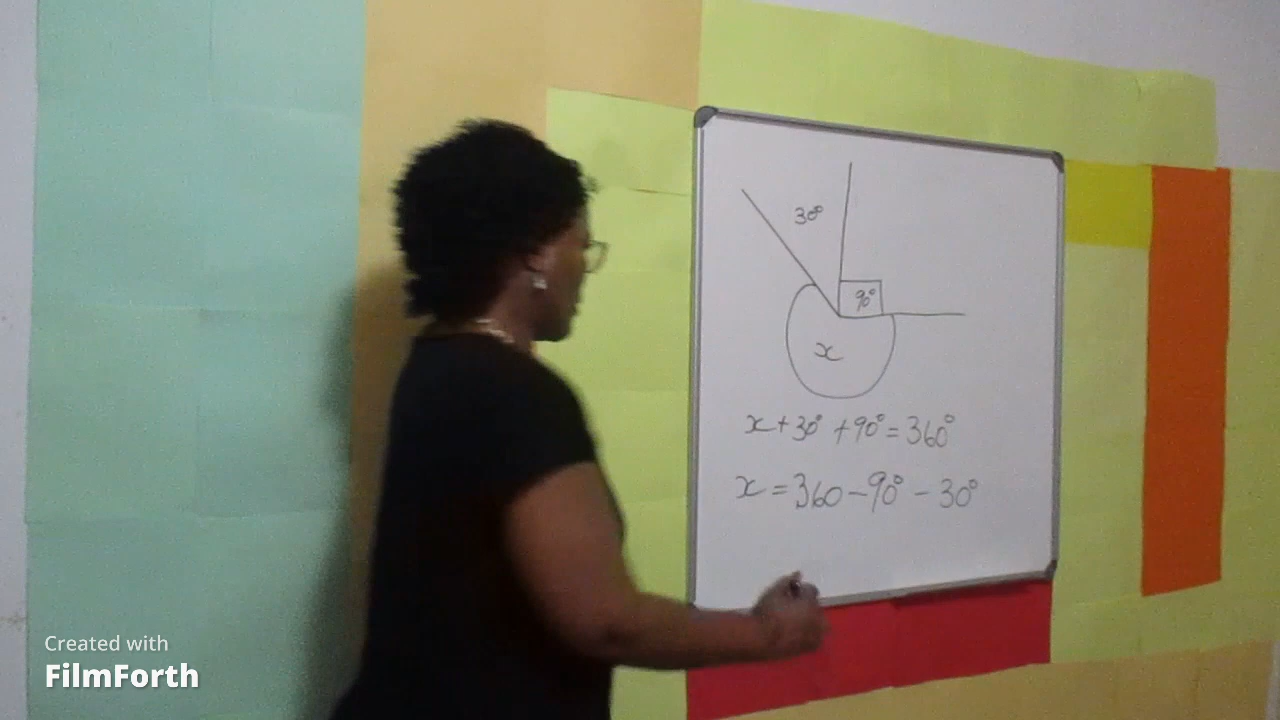 30°
90°
x
x + 30° + 90° = 360°
x = 360 - 90° - 30°
Created with
FilmForth